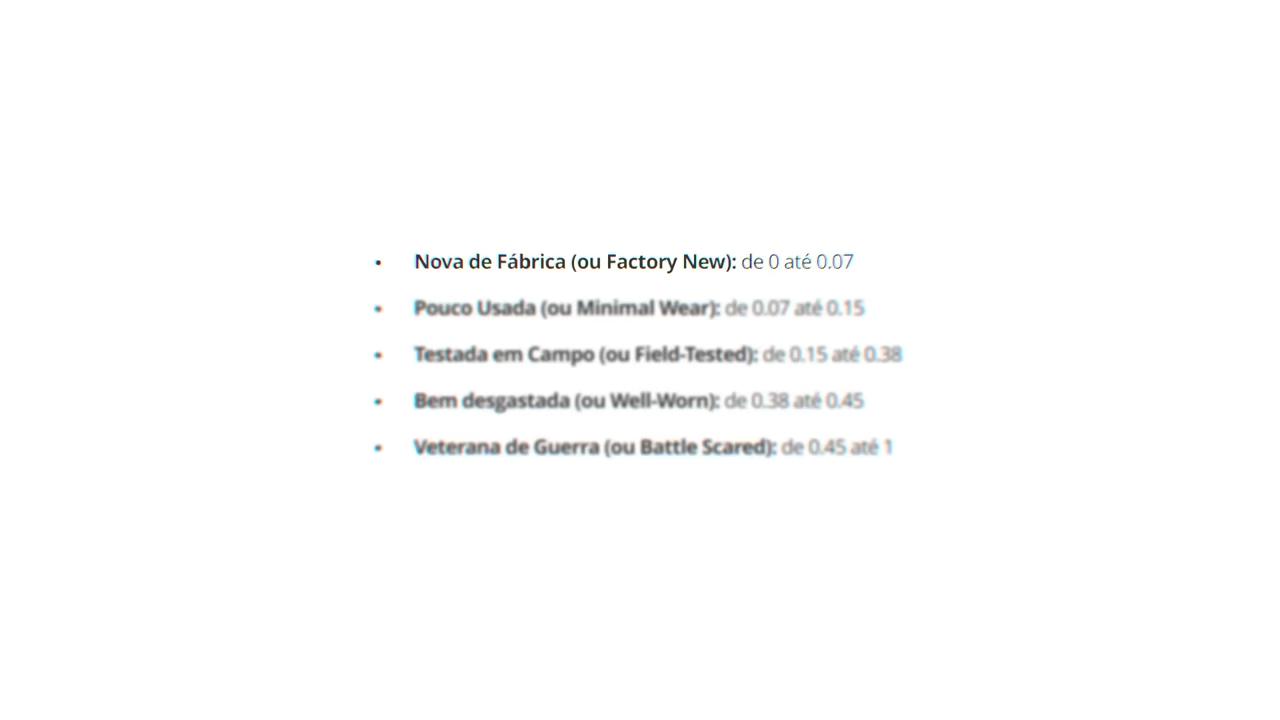 • Nova de Fábrica (ou Factory New): de 0 até 0.07
• Pouco Usada (ou Minimal Wear): de 0.07 até 0.15
• Testada em Campo (ou Field-Tested): de 0.15 até 0.38
• Bem desgastada (ou Well-Worn): de 0.38 até 0.45
• Veterana de Guerra (ou Battle Scared): de 0.45 até 1